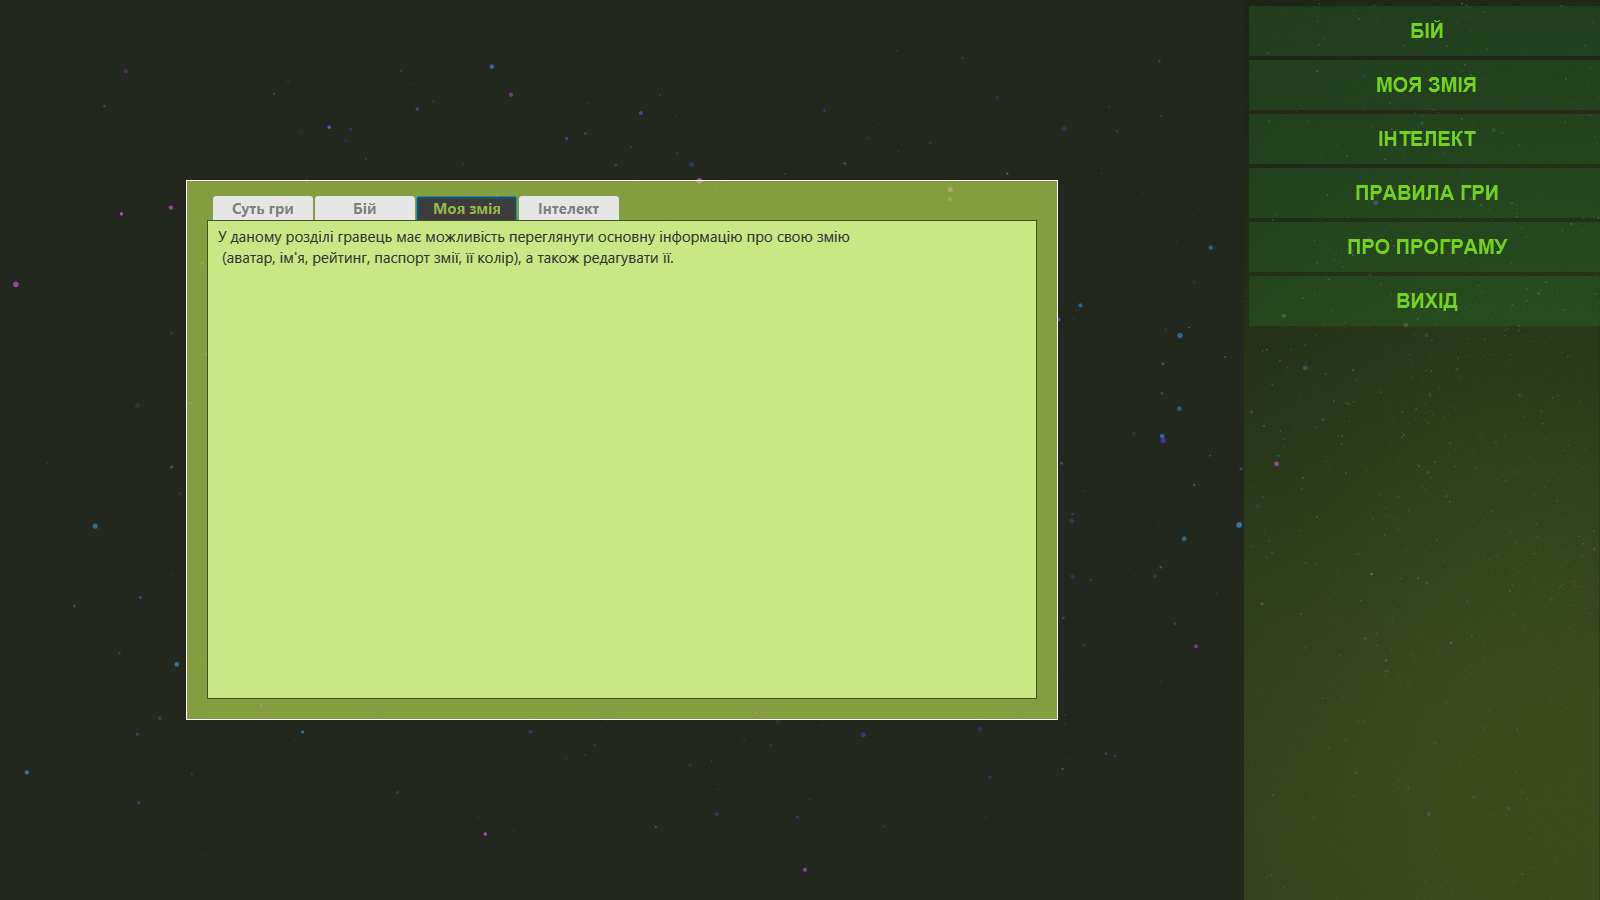 Суть гри
Бій
Моя змія
Інтелект
У даному розділі гравець має можливість переглянути основну інформацію про свою змію
(аватар, ім'я, рейтинг, паспорт змії, її колір), а також редагувати її.
БІЙ
МОЯ ЗМІЯ
ІНТЕЛЕКТ
ПРАВИЛА ГРИ
ПРО ПРОГРАМУ
ВИХІД